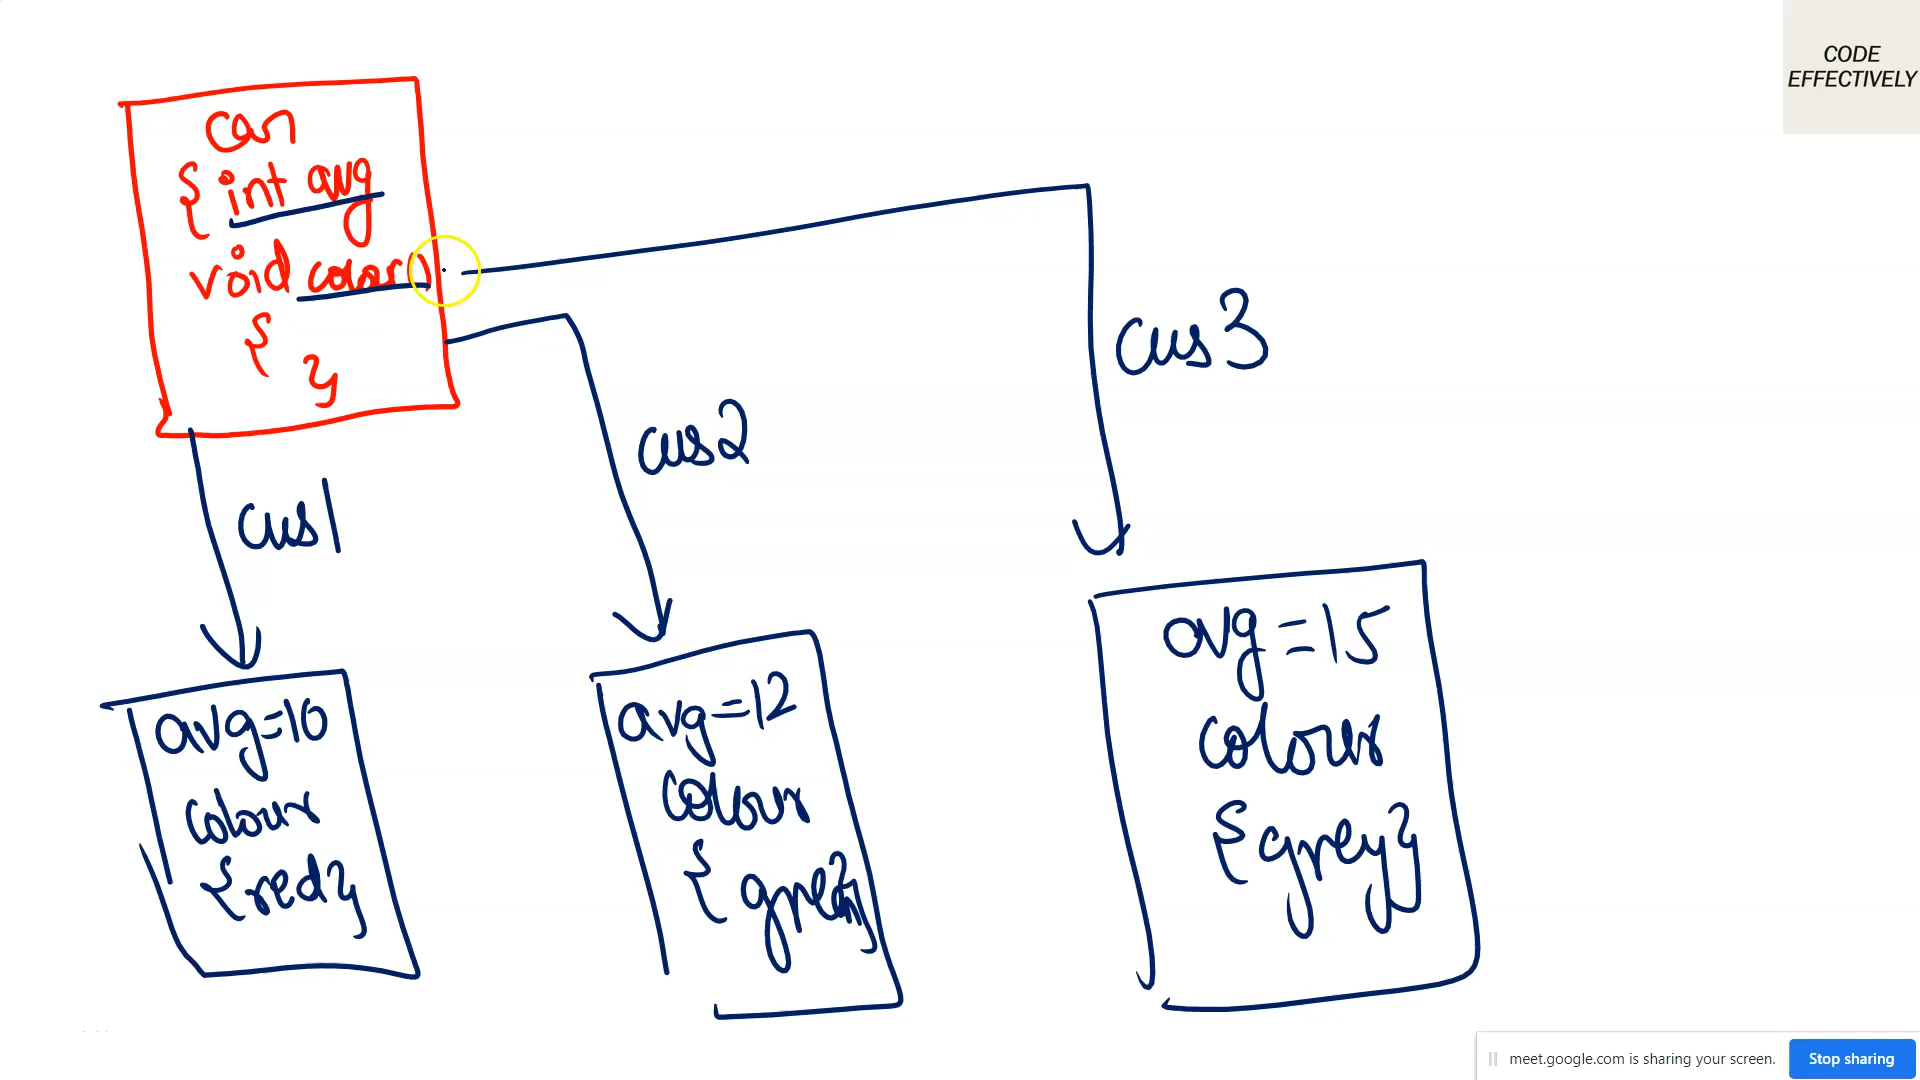 CODE
EFFECTIVELY
car
{ int avg
void color()
{
}
cus1
cus2
cus3
avg=10
colour
{red}
avg=12
colour
{green}
avg=15
colour
{grey}
meet.google.com is sharing your screen.
Stop sharing